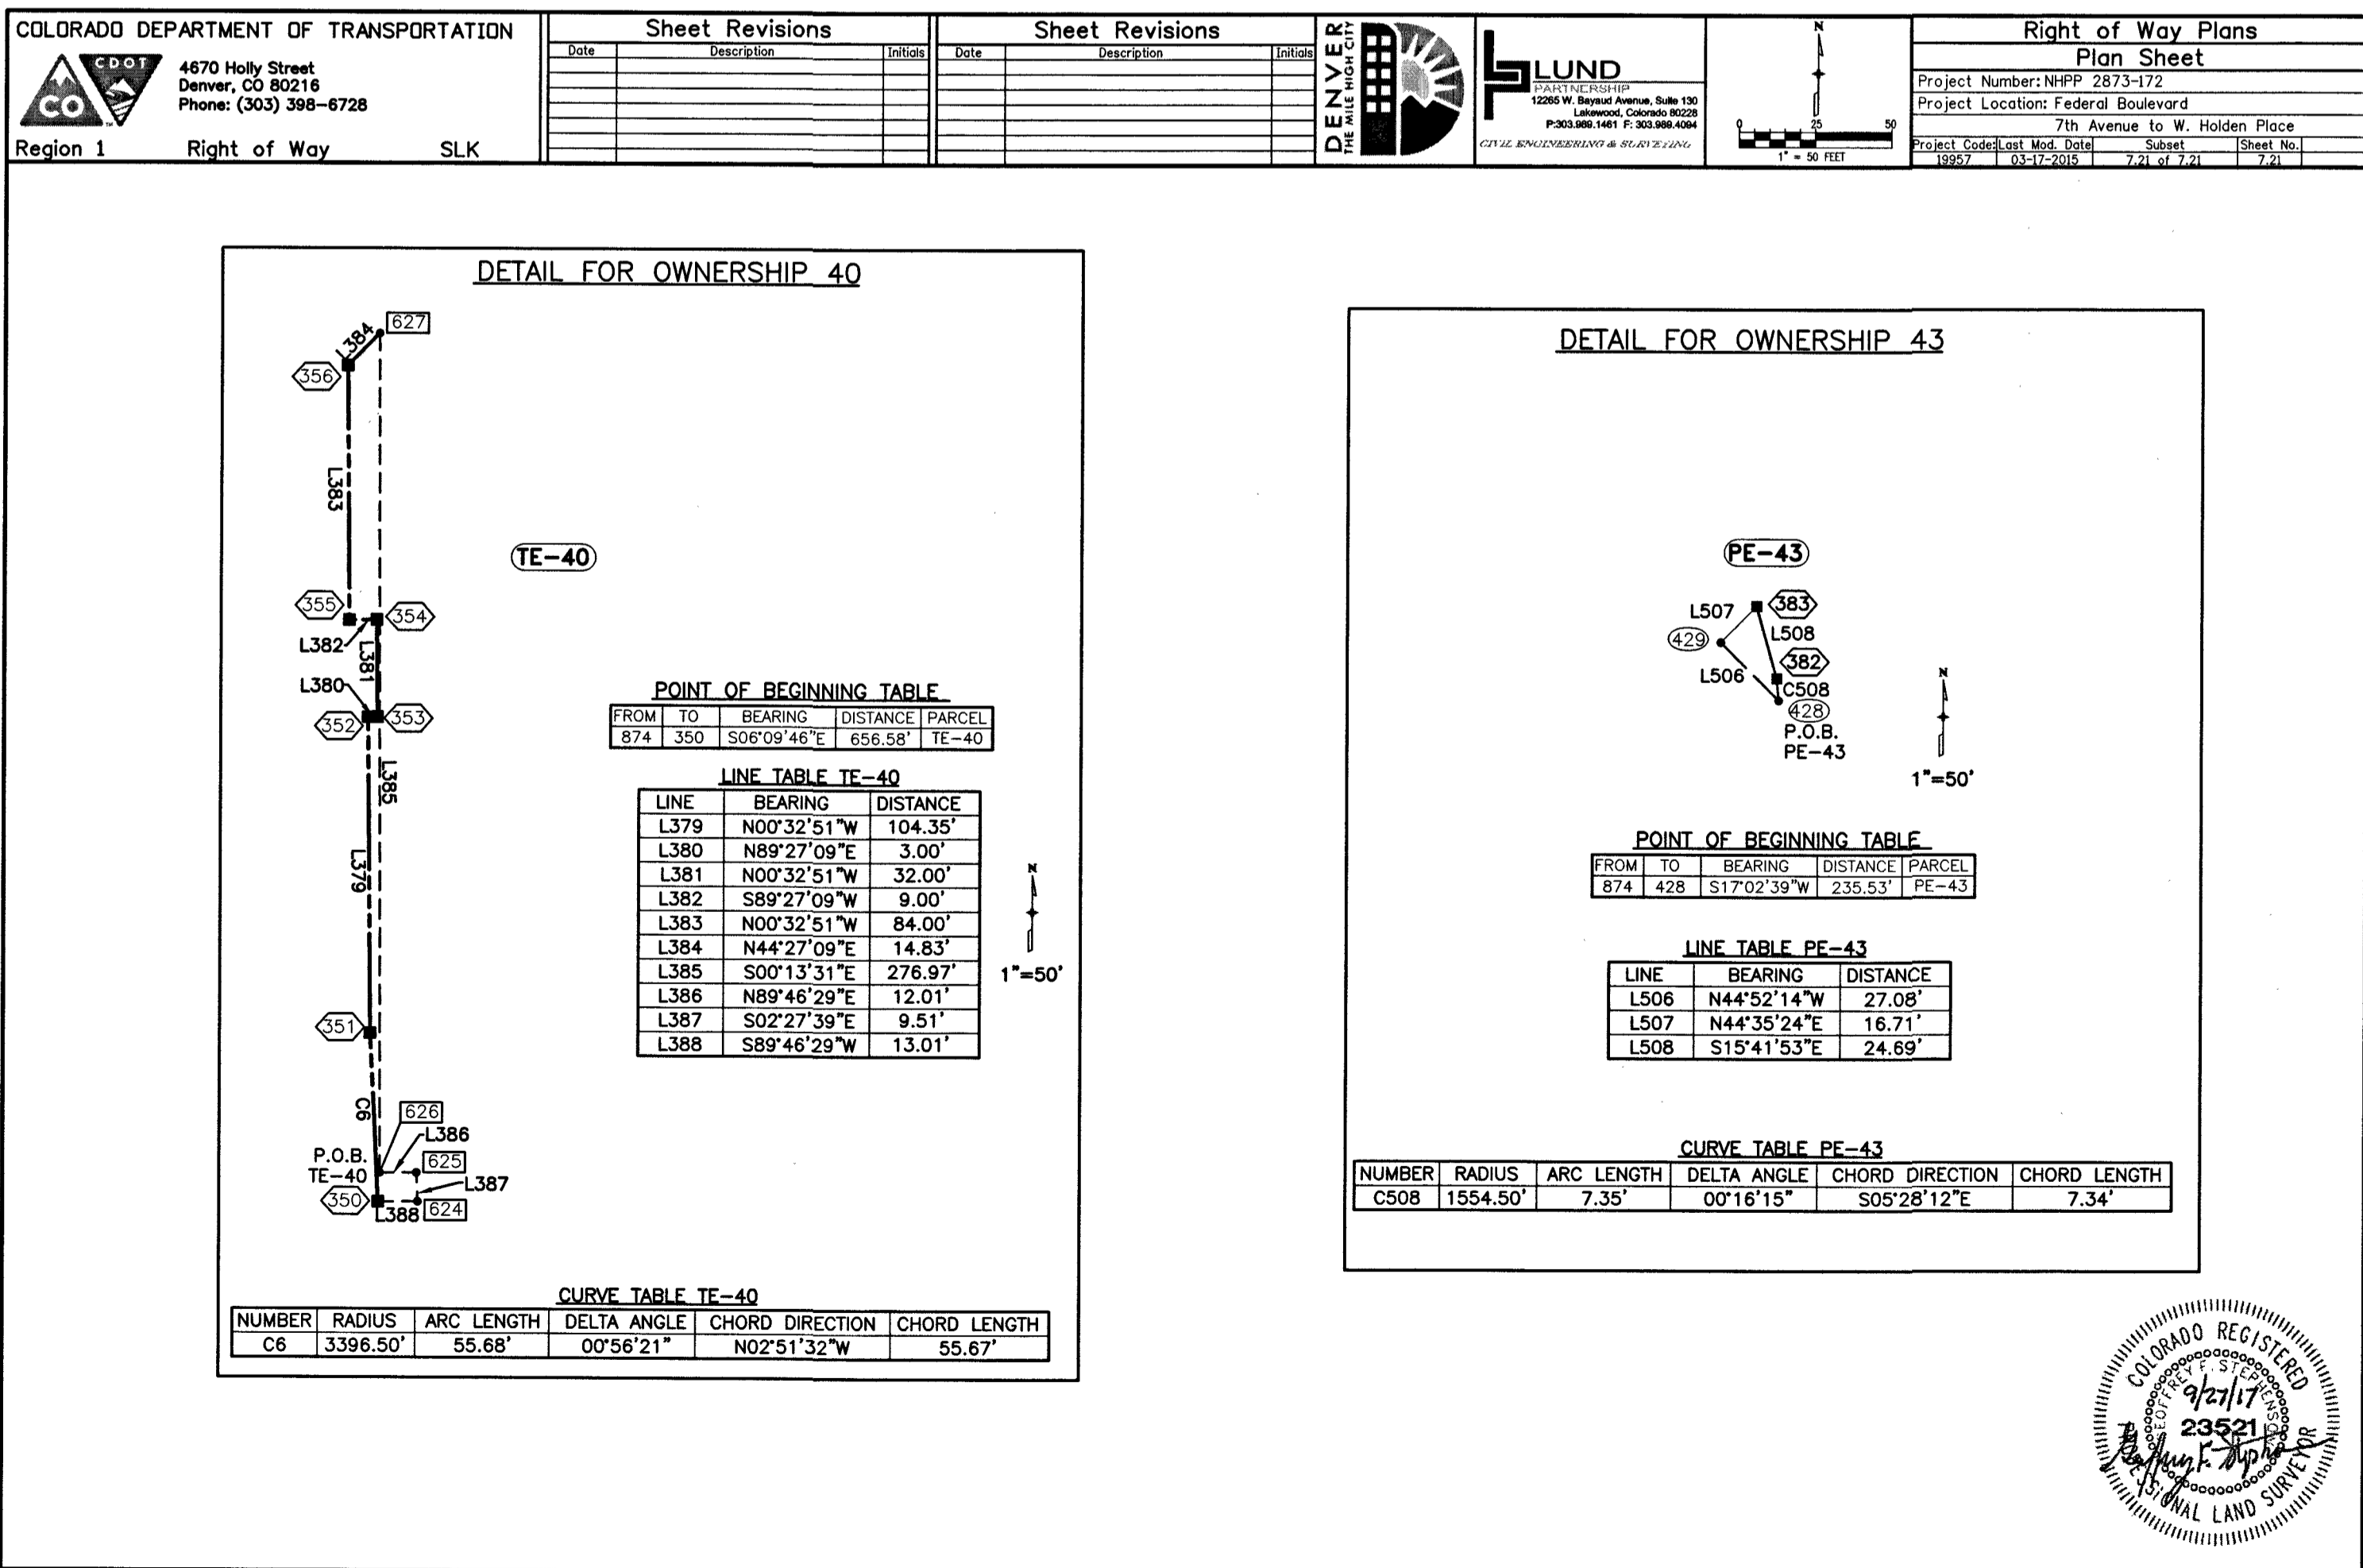 COLORADO DEPARTMENT OF TRANSPORTATION
CDOT
CO
TM
4670 Holly Street
Denver, CO 80216
Phone: (303) 398-6728
Region 1 Right of Way SLK
Sheet Revisions
Date Description Initials
Sheet Revisions
Date Description Initials
DENVER
THE MILE HIGH CITY
LUND
PARTNERSHIP
12265 W. Bayaud Avenue, Suite 130
Lakewood, Colorado 80228
P:303.989.1461 F: 303.989.4094
CIVIL ENGINEERING & SURVEYING
N
0 25 50
1" = 50 FEET
Right of Way Plans
Plan Sheet
Project Number: NHPP 2873-172
Project Location: Federal Boulevard
7th Avenue to W. Holden Place
Project Code: Last Mod. Date Subset Sheet No.
19957 03-17-2015 7.21 of 7.21 7.21
DETAIL FOR OWNERSHIP 40
627
L384
356
L383
TE-40
355
354
L382
L381
L380
352
353
L385
L379
351
C6
626
L386
P.O.B.
TE-40
625
L387
350
L388
624
POINT OF BEGINNING TABLE
FROM TO BEARING DISTANCE PARCEL
874 350 S06°09'46"E 656.58' TE-40
LINE TABLE TE-40
LINE BEARING DISTANCE
L379 N00°32'51"W 104.35'
L380 N89°27'09"E 3.00'
L381 N00°32'51"W 32.00'
L382 S89°27'09"W 9.00'
L383 N00°32'51"W 84.00'
L384 N44°27'09"E 14.83'
L385 S00°13'31"E 276.97'
L386 N89°46'29"E 12.01'
L387 S02°27'39"E 9.51'
L388 S89°46'29"W 13.01'
N
1"=50'
CURVE TABLE TE-40
NUMBER RADIUS ARC LENGTH DELTA ANGLE CHORD DIRECTION CHORD LENGTH
C6 3396.50' 55.68' 00°56'21" N02°51'32"W 55.67'
DETAIL FOR OWNERSHIP 43
PE-43
L507
383
429
L508
382
L506
C508
428
P.O.B.
PE-43
N
1"=50'
POINT OF BEGINNING TABLE
FROM TO BEARING DISTANCE PARCEL
874 428 S17°02'39"W 235.53' PE-43
LINE TABLE PE-43
LINE BEARING DISTANCE
L506 N44°52'14"W 27.08'
L507 N44°35'24"E 16.71'
L508 S15°41'53"E 24.69'
CURVE TABLE PE-43
NUMBER RADIUS ARC LENGTH DELTA ANGLE CHORD DIRECTION CHORD LENGTH
C508 1554.50' 7.35' 00°16'15" S05°28'12"E 7.34'
COLORADO REGISTERED
GEOFFREY F. STEPHENSON
9/27/17
23521
PROFESSIONAL LAND SURVEYOR